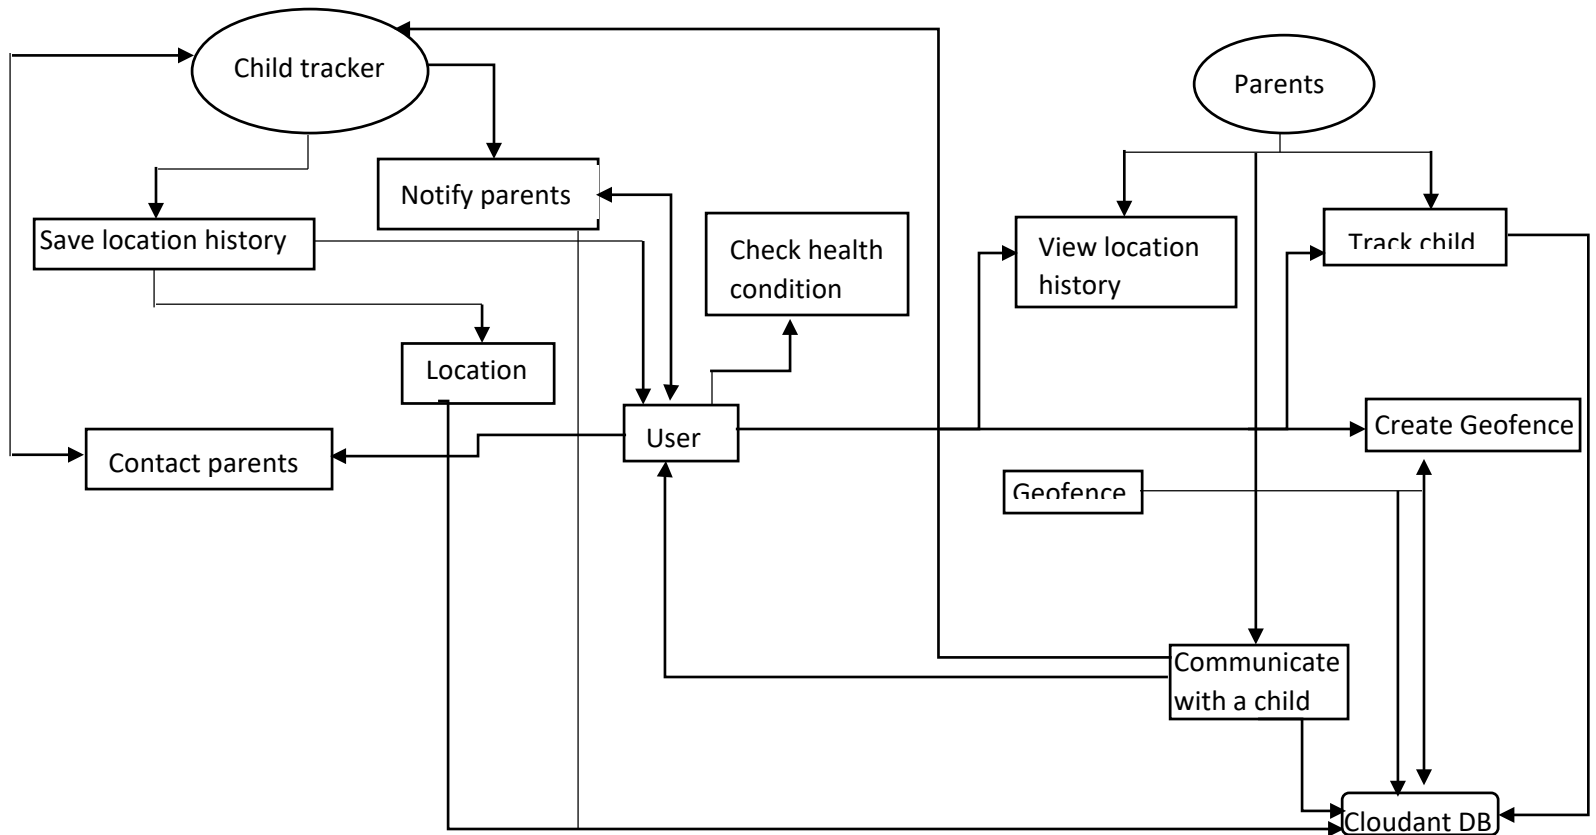 Child tracker
Parents
Notify parents
Save location history
Check health
condition
View location
history
Track child
Location
User
Create Geofence
Contact parents
Geofence
Communicate
with a child
Cloudant DB